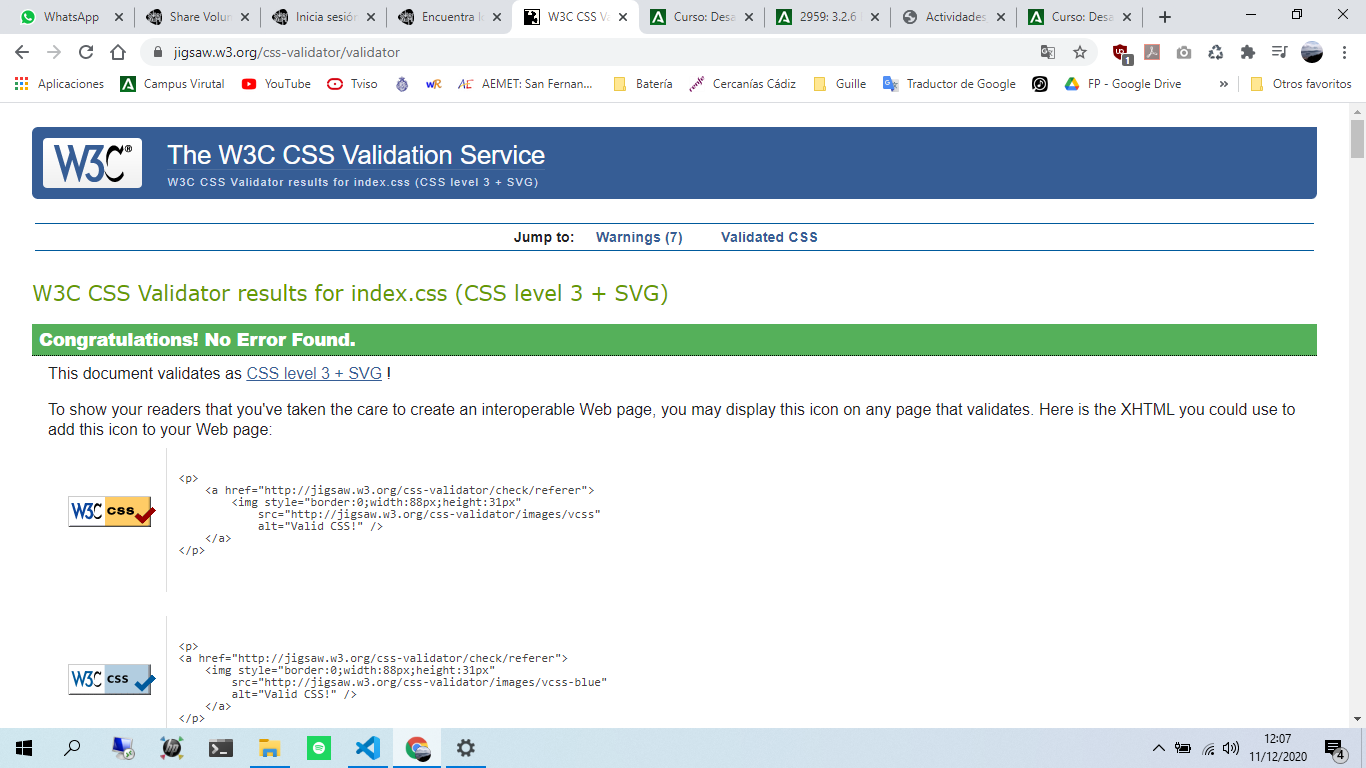 WhatsApp
Share Volun
Inicia sesión
Encuentra l
W3C CSS Va
Curso: Desa
2959: 3.2.6
Actividades
Curso: Desa
jigsaw.w3.org/css-validator/validator
1
Aplicaciones
Campus Virutal
YouTube
Tviso
wR
AE
AEMET: San Fernan...
Batería
Cercanías Cádiz
Guille
Traductor de Google
FP - Google Drive
»
Otros favoritos
W3C®
The W3C CSS Validation Service
W3C CSS Validator results for index.css (CSS level 3 + SVG)
Jump to: Warnings (7) Validated CSS
W3C CSS Validator results for index.css (CSS level 3 + SVG)
Congratulations! No Error Found.
This document validates as CSS level 3 + SVG !
To show your readers that you've taken the care to create an interoperable Web page, you may display this icon on any page that validates. Here is the XHTML you could use to
add this icon to your Web page:
W3C css
<p>
<a href="http://jigsaw.w3.org/css-validator/check/referer">
<img style="border:0;width:88px;height:31px"
src="http://jigsaw.w3.org/css-validator/images/vcss"
alt="Valid CSS!" />
</a>
</p>
W3C css
<p>
<a href="http://jigsaw.w3.org/css-validator/check/referer">
<img style="border:0;width:88px;height:31px"
src="http://jigsaw.w3.org/css-validator/images/vcss-blue"
alt="Valid CSS!" />
</a>
</p>
hp
12:07
11/12/2020
4